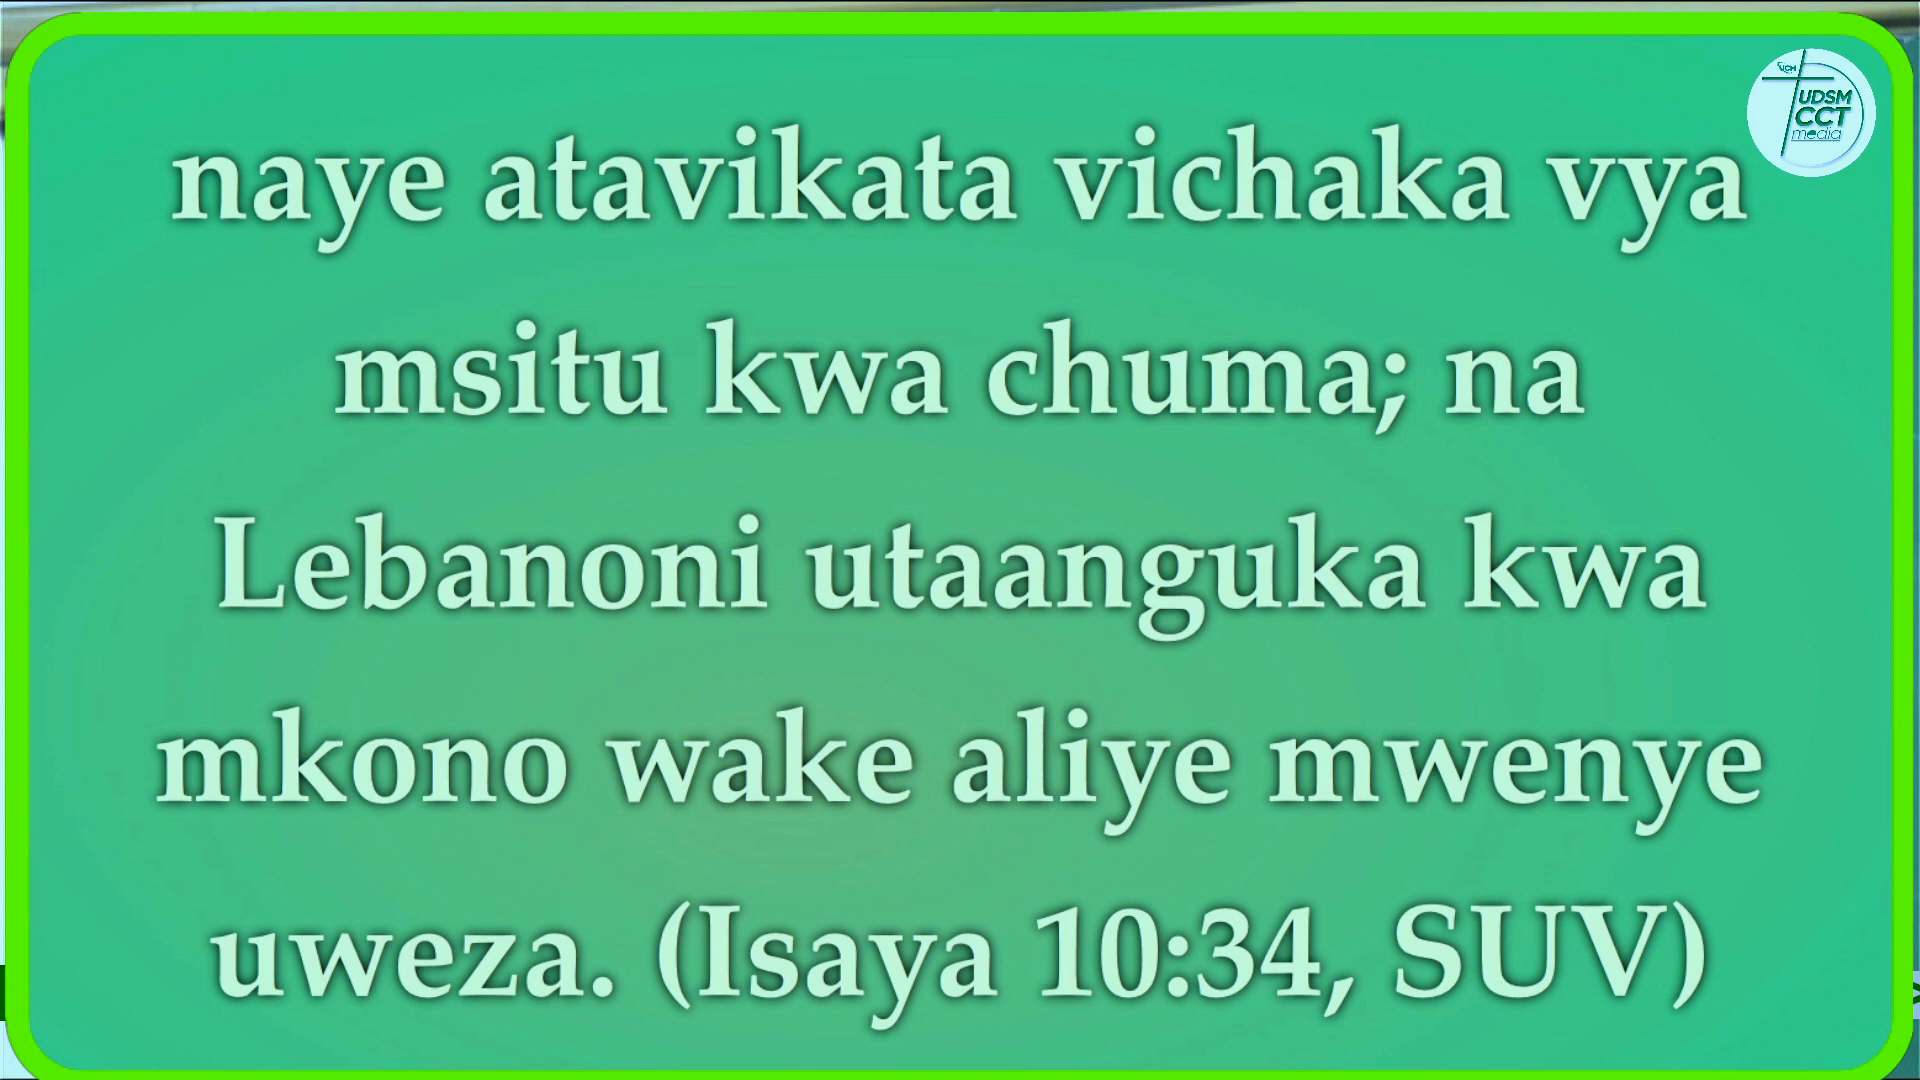 naye atavikata vichaka vya
msitu kwa chuma; na
Lebanoni utaanguka kwa
mkono wake aliye mwenye
uweza. (Isaya 10:34, SUV)
UDSM
CCT
media